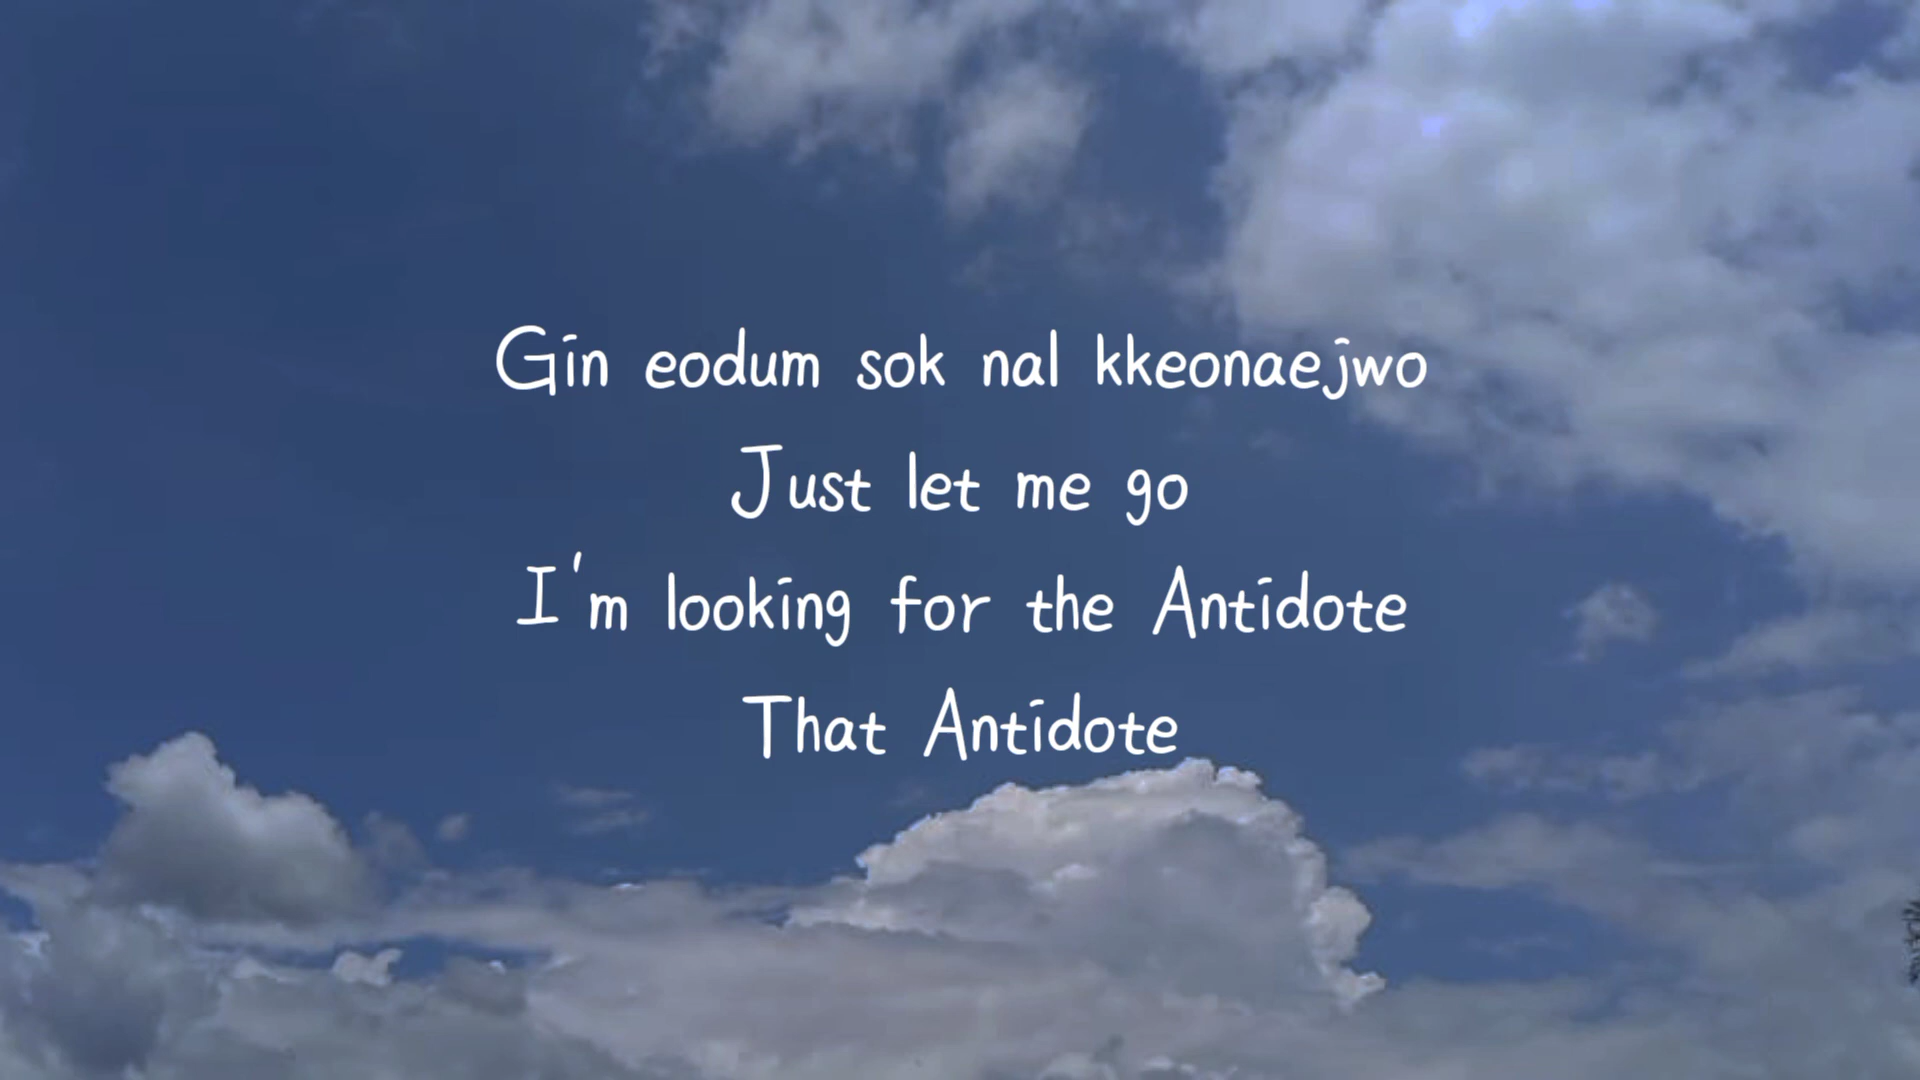 Gin eodum sok nal kkeonaejwo
Just let me go
I'm looking for the Antidote
That Antidote